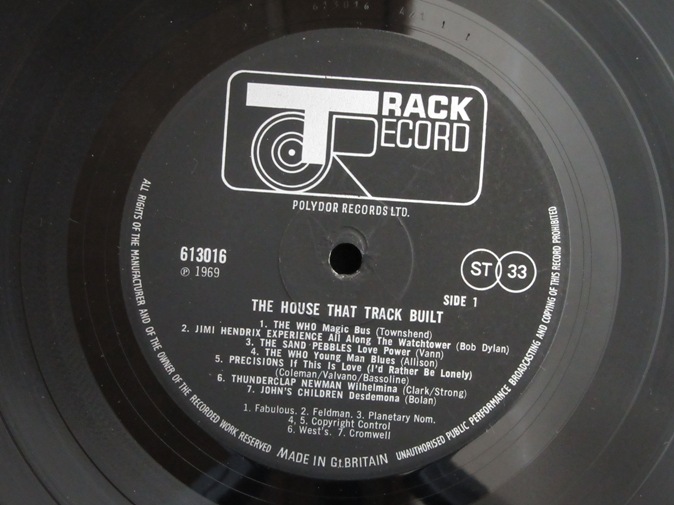 613016 A
TRACK
RECORD
POLYDOR RECORDS LTD.
613016
℗ 1969
ST 33
SIDE 1
THE HOUSE THAT TRACK BUILT
1. THE WHO Magic Bus (Townshend)
2. JIMI HENDRIX EXPERIENCE All Along The Watchtower (Bob Dylan)
3. THE SAND PEBBLES Love Power (Vann)
4. THE WHO Young Man Blues (Allison)
5. PRECISIONS If This Is Love (I'd Rather Be Lonely)
(Coleman/Valvano/Bassoline)
6. THUNDERCLAP NEWMAN Wilhelmina (Clark/Strong)
7. JOHN'S CHILDREN Desdemona (Bolan)
1. Fabulous. 2. Feldman. 3. Planetary Nom.
4, 5. Copyright Control
6. West's. 7. Cromwell
ALL RIGHTS OF THE MANUFACTURER AND OF THE OWNER OF THE RECORDED WORK RESERVED
MADE IN Gt.BRITAIN
UNAUTHORISED PUBLIC PERFORMANCE BROADCASTING AND COPYING OF THIS RECORD PROHIBITED